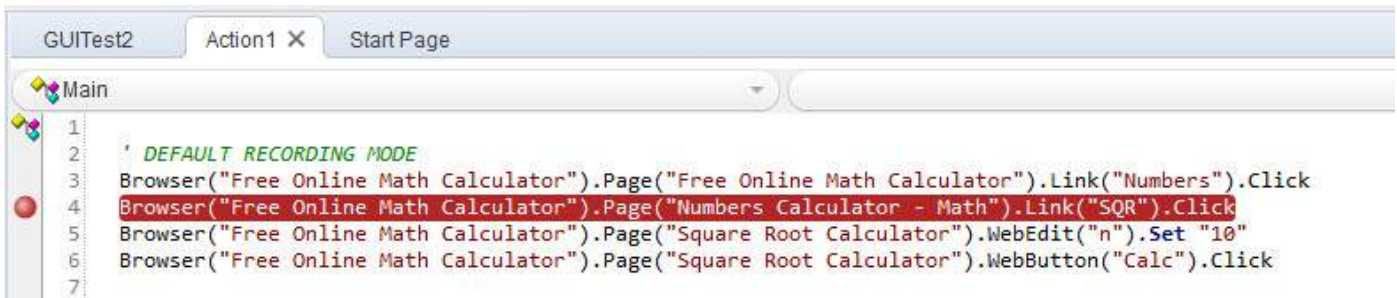 GUITest2 Action1 Start Page
Main
1
2 ' DEFAULT RECORDING MODE
3 Browser("Free Online Math Calculator").Page("Free Online Math Calculator").Link("Numbers").Click
4 Browser("Free Online Math Calculator").Page("Numbers Calculator - Math").Link("SQR").Click
5 Browser("Free Online Math Calculator").Page("Square Root Calculator").WebEdit("n").Set "10"
6 Browser("Free Online Math Calculator").Page("Square Root Calculator").WebButton("Calc").Click
7